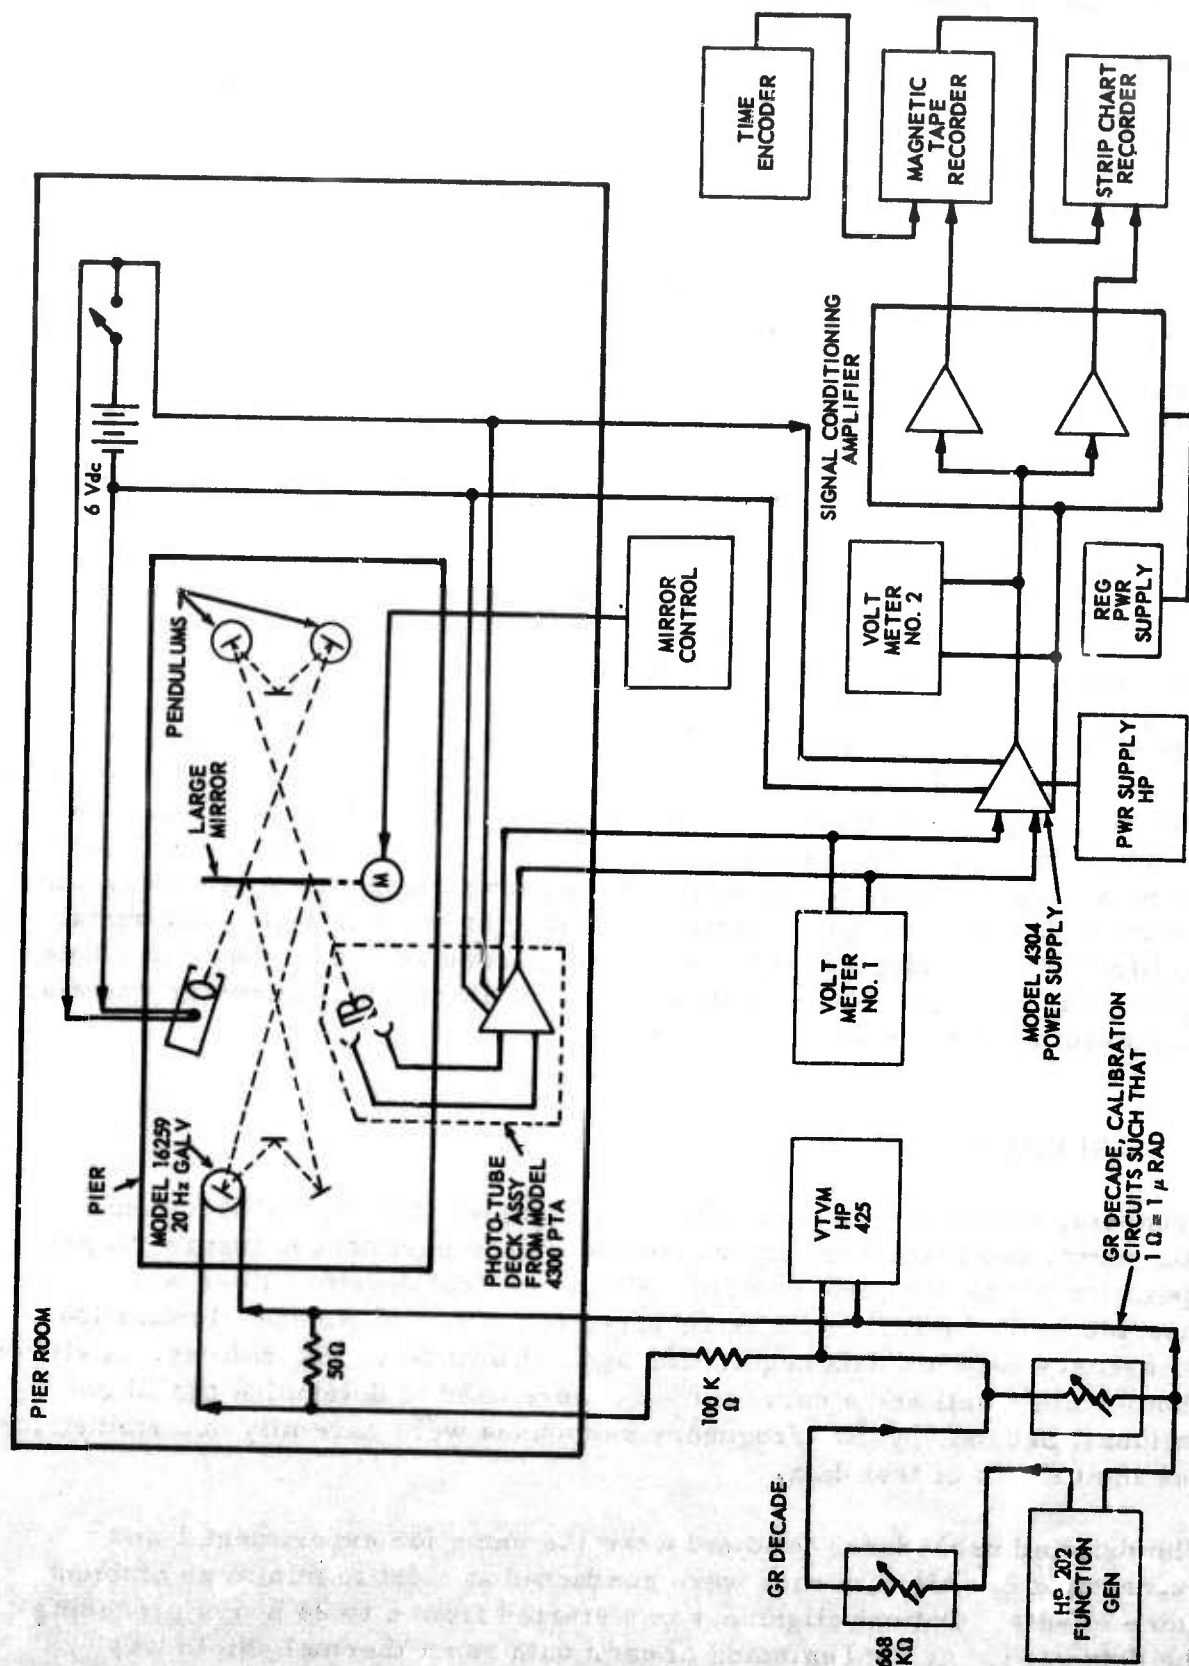 PIER ROOM
6 Vdc
PIER
MODEL 16259
20 Hz GALV
LARGE
MIRROR
PENDULUMS
M
50Ω
PHOTO-TUBE
DECK ASSY
FROM MODEL
4300 PTA
MIRROR
CONTROL
100 K
Ω
TIME
ENCODER
GR DECADE
VTVM
HP
425
VOLT
METER
NO. 1
VOLT
METER
NO. 2
SIGNAL CONDITIONING
AMPLIFIER
MAGNETIC
TAPE
RECORDER
668
KΩ
HP 202
FUNCTION
GEN
GR DECADE, CALIBRATION
CIRCUITS SUCH THAT
1 Ω ≅ 1 μ RAD
MODEL 4304
POWER SUPPLY
PWR SUPPLY
HP
REG
PWR
SUPPLY
STRIP CHART
RECORDER